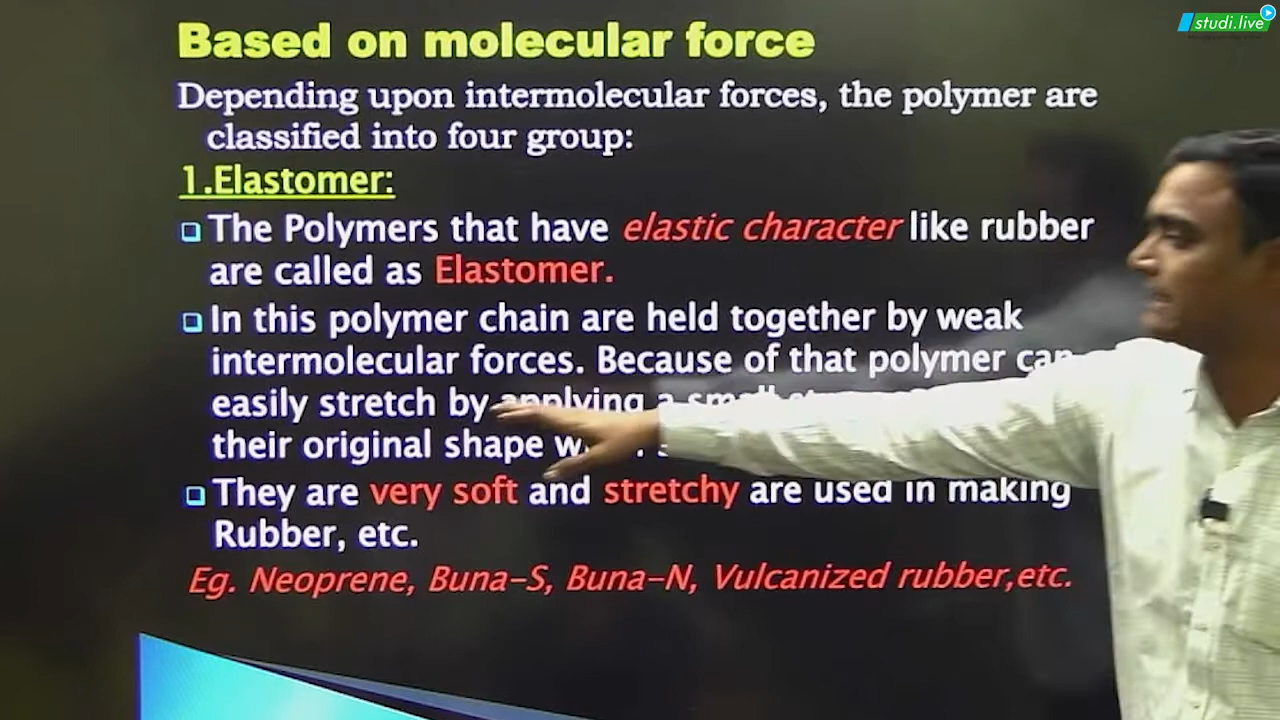 studi.live
Based on molecular force
Depending upon intermolecular forces, the polymer are
classified into four group:
1.Elastomer:
The Polymers that have elastic character like rubber
are called as Elastomer.
In this polymer chain are held together by weak
intermolecular forces. Because of that polymer can
easily stretch by applying a small
their original shape
They are very soft and stretchy are used in making
Rubber, etc.
Eg. Neoprene, Buna-S, Buna-N, Vulcanized rubber,etc.